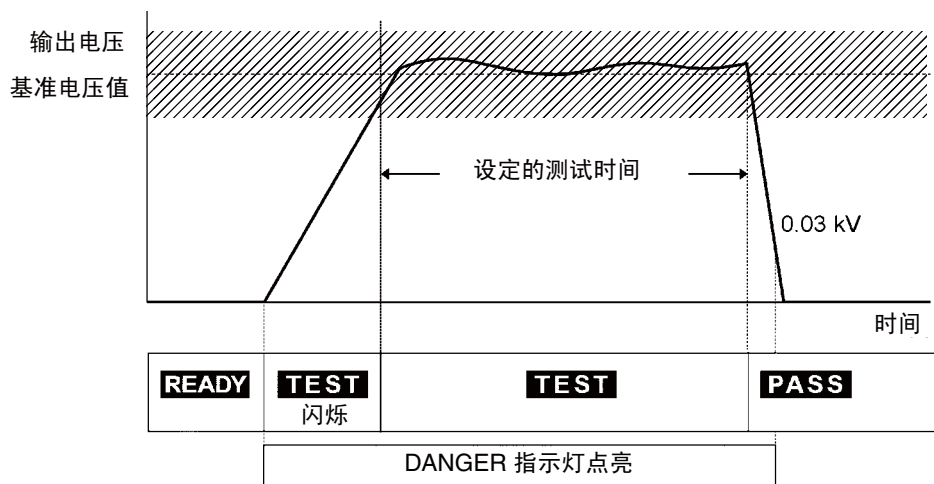 输出电压
基准电压值
设定的测试时间
0.03 kV
时间
READY
TEST
闪烁
TEST
PASS
DANGER 指示灯点亮